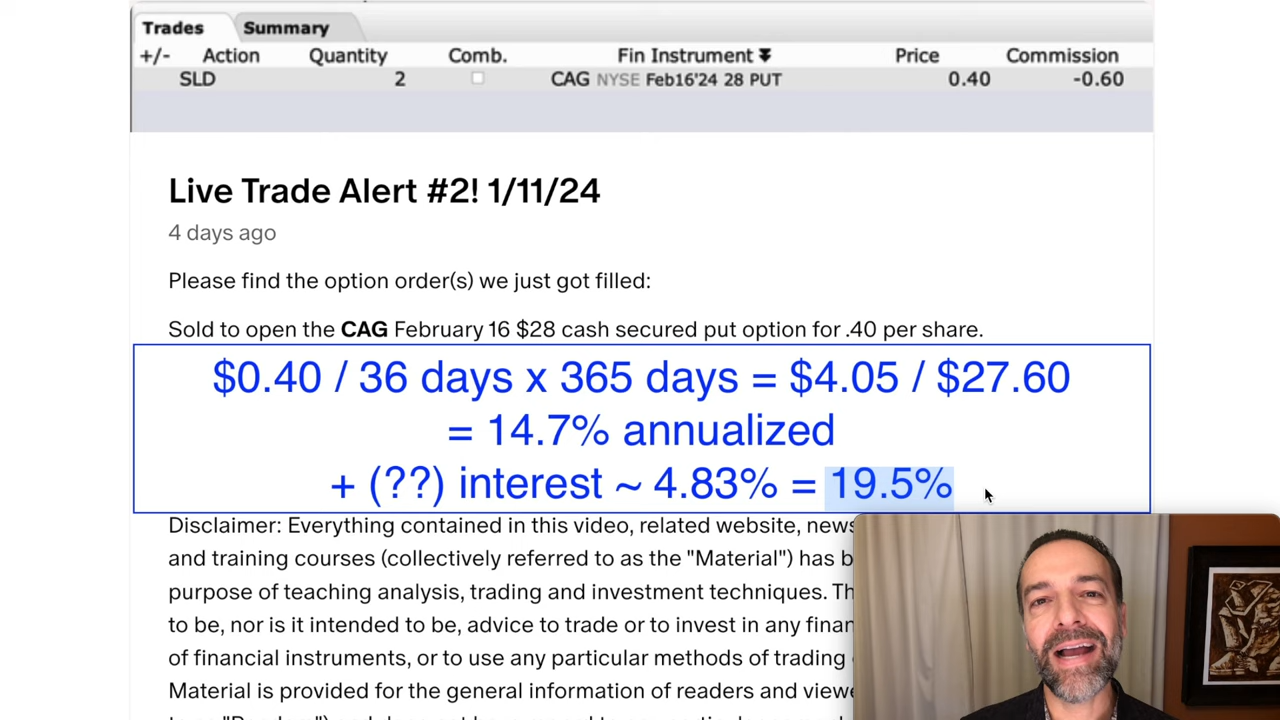 Trades Summary
+/- Action Quantity Comb. Fin Instrument Price Commission
SLD 2 CAG NYSE Feb16'24 28 PUT 0.40 -0.60
Live Trade Alert #2! 1/11/24
4 days ago
Please find the option order(s) we just got filled:
Sold to open the CAG February 16 $28 cash secured put option for .40 per share.
$0.40 / 36 days x 365 days = $4.05 / $27.60
= 14.7% annualized
+ (??) interest ~ 4.83% = 19.5%
Disclaimer: Everything contained in this video, related website, news
and training courses (collectively referred to as the "Material") has b
purpose of teaching analysis, trading and investment techniques. Th
to be, nor is it intended to be, advice to trade or to invest in any finan
of financial instruments, or to use any particular methods of trading
Material is provided for the general information of readers and viewe